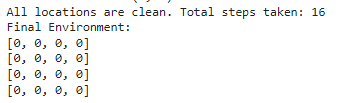 All locations are clean. Total steps taken: 16
Final Environment:
[0, 0, 0, 0]
[0, 0, 0, 0]
[0, 0, 0, 0]
[0, 0, 0, 0]